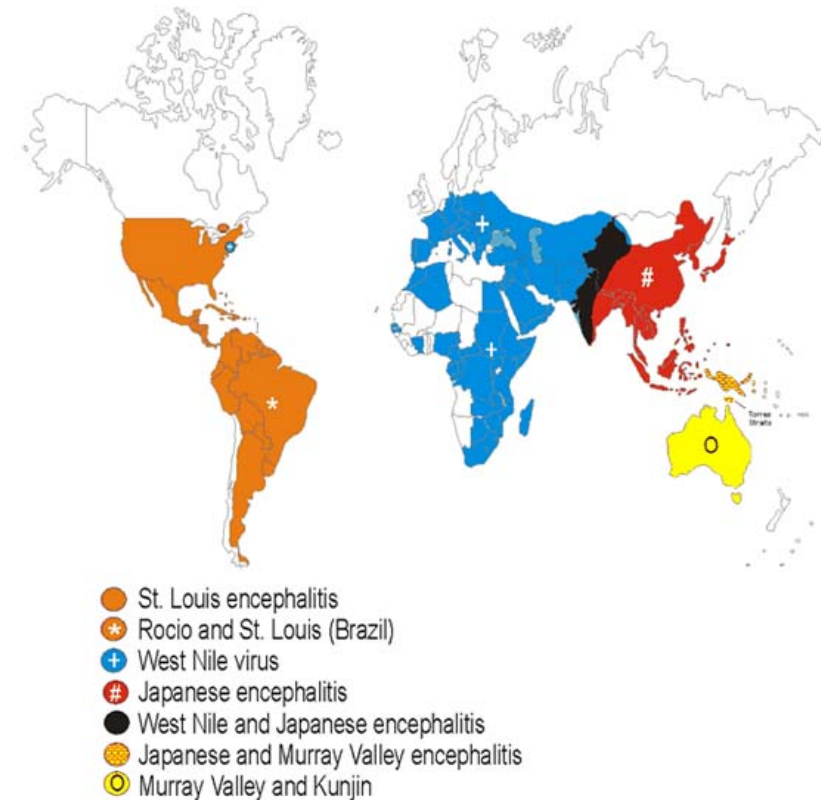 +
+
#
+
*
O
Torres
Straits
St. Louis encephalitis
* Rocio and St. Louis (Brazil)
+ West Nile virus
# Japanese encephalitis
West Nile and Japanese encephalitis
Japanese and Murray Valley encephalitis
O Murray Valley and Kunjin